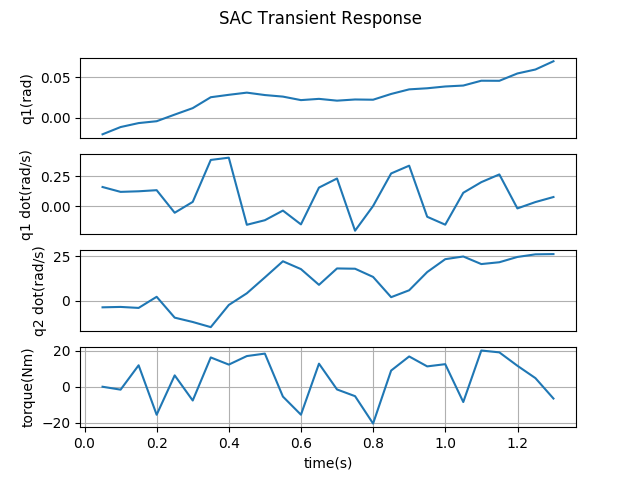 SAC Transient Response
q1(rad)
0.05
0.00
q1 dot(rad/s)
0.25
0.00
q2 dot(rad/s)
25
0
torque(Nm)
20
0
−20
0.0 0.2 0.4 0.6 0.8 1.0 1.2
time(s)